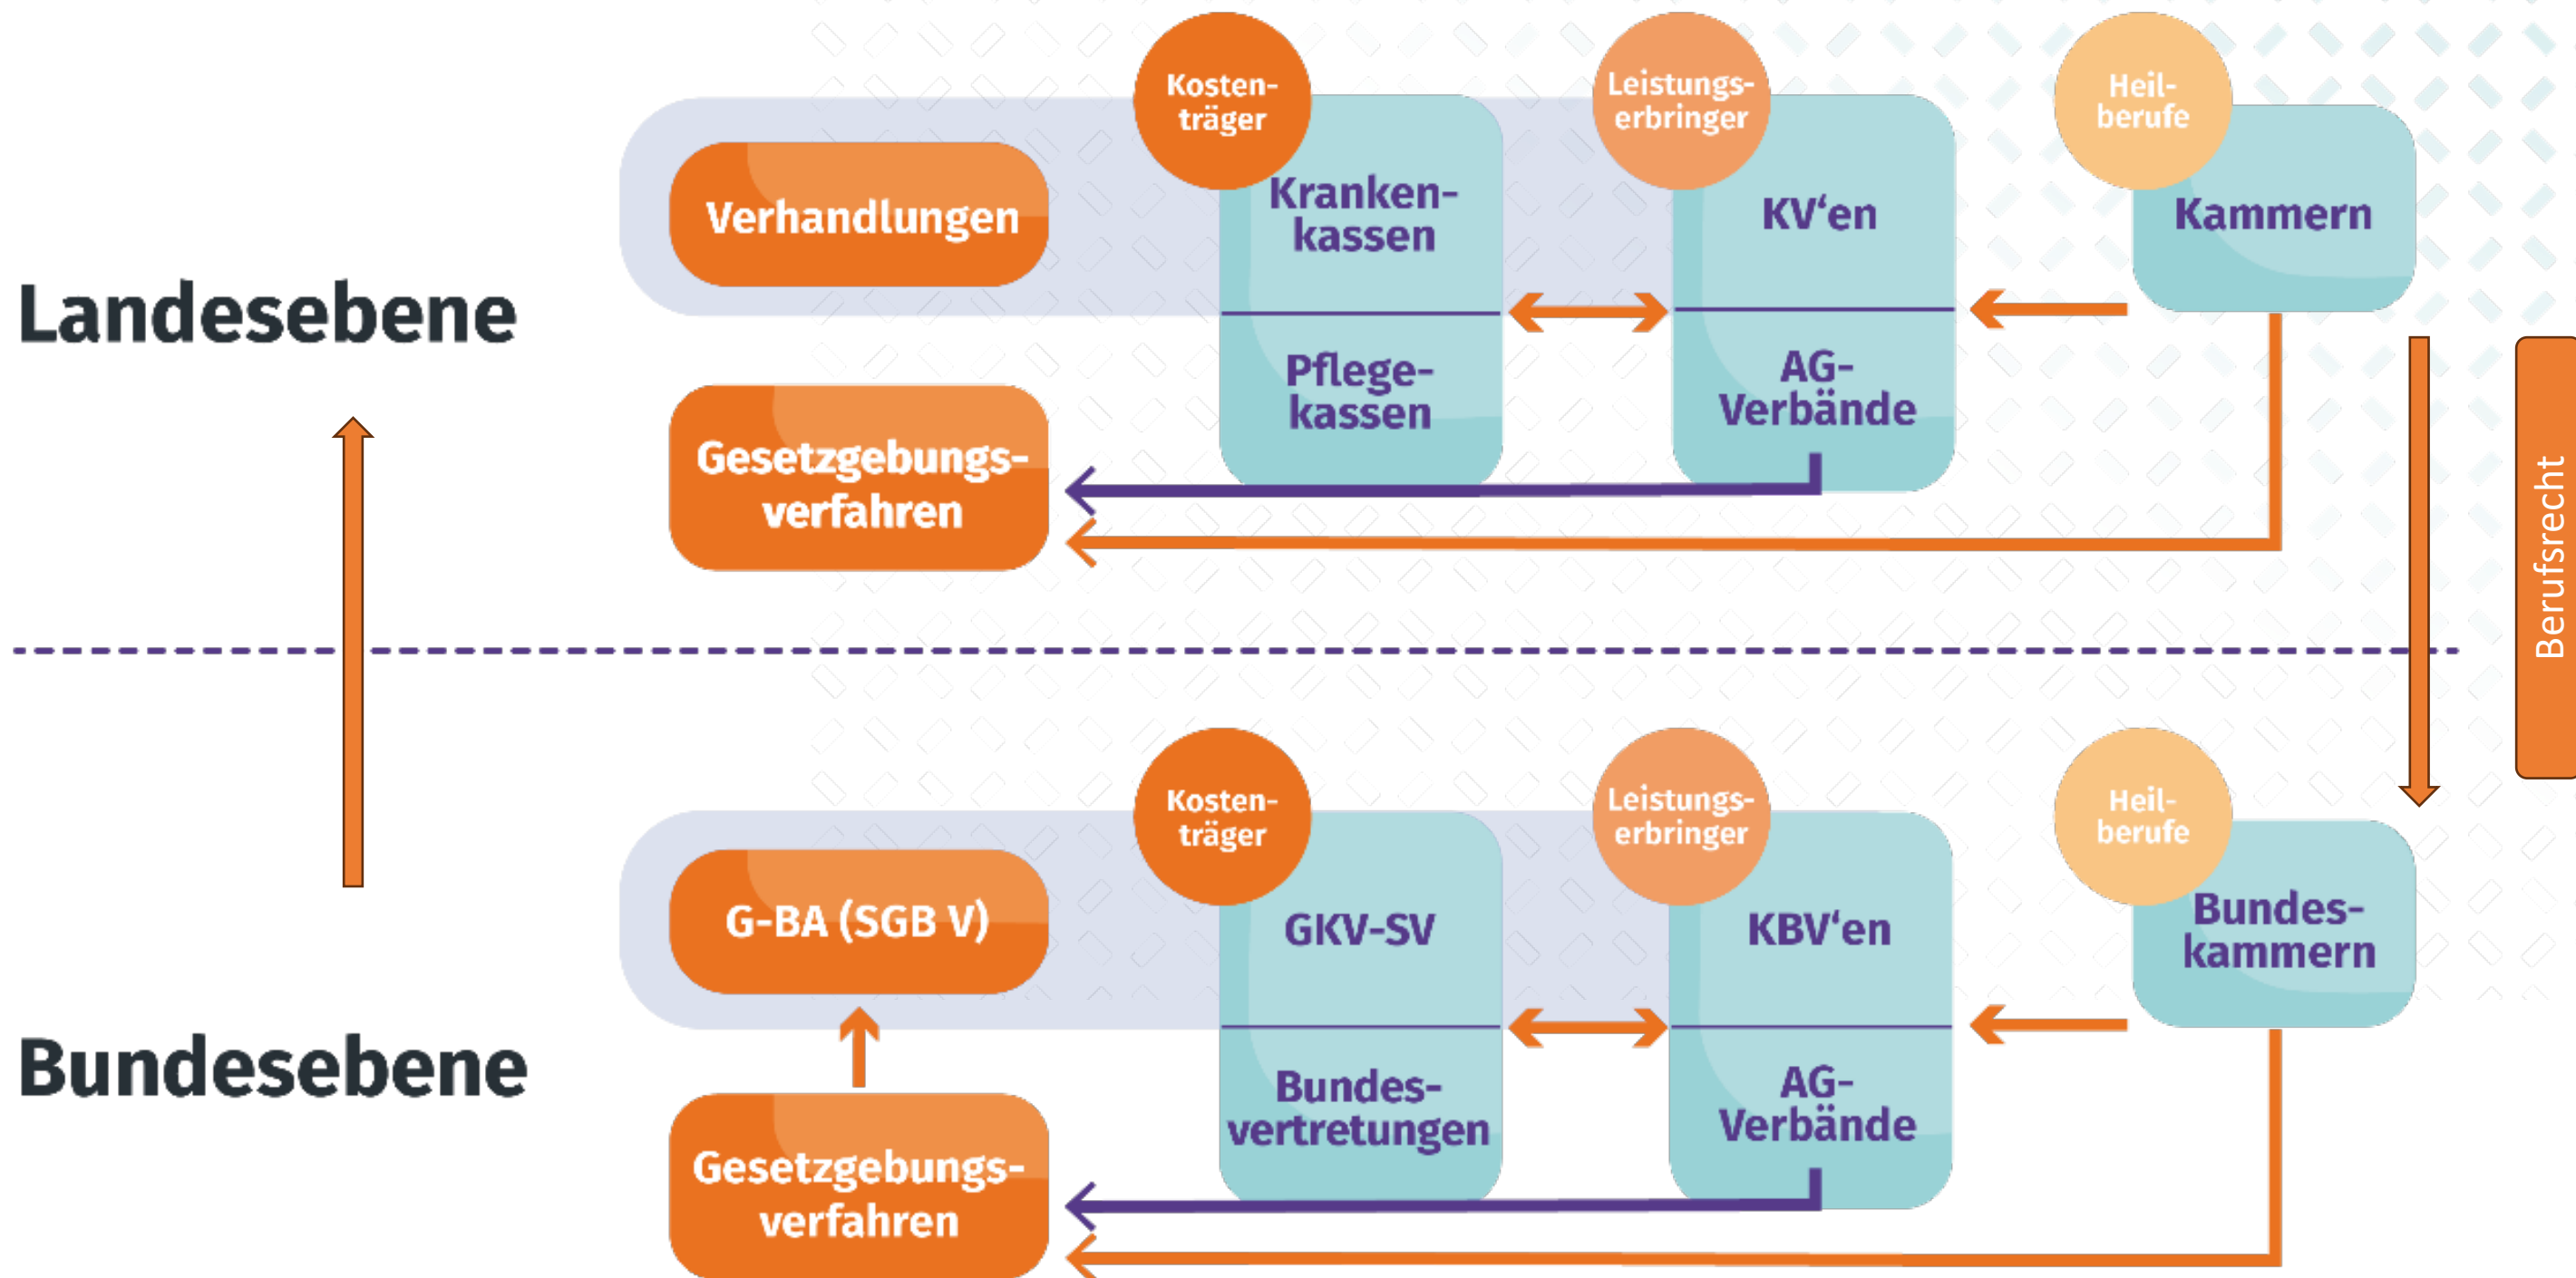 Kosten-
träger
Leistungs-
erbringer
Heil-
berufe
Verhandlungen
Kranken-
kassen
KV‘en
Kammern
Landesebene
Pflege-
kassen
AG-
Verbände
Gesetzgebungs-
verfahren
Berufsrecht
Kosten-
träger
Leistungs-
erbringer
Heil-
berufe
G-BA (SGB V)
GKV-SV
KBV‘en
Bundes-
kammern
Bundesebene
Bundes-
vertretungen
AG-
Verbände
Gesetzgebungs-
verfahren